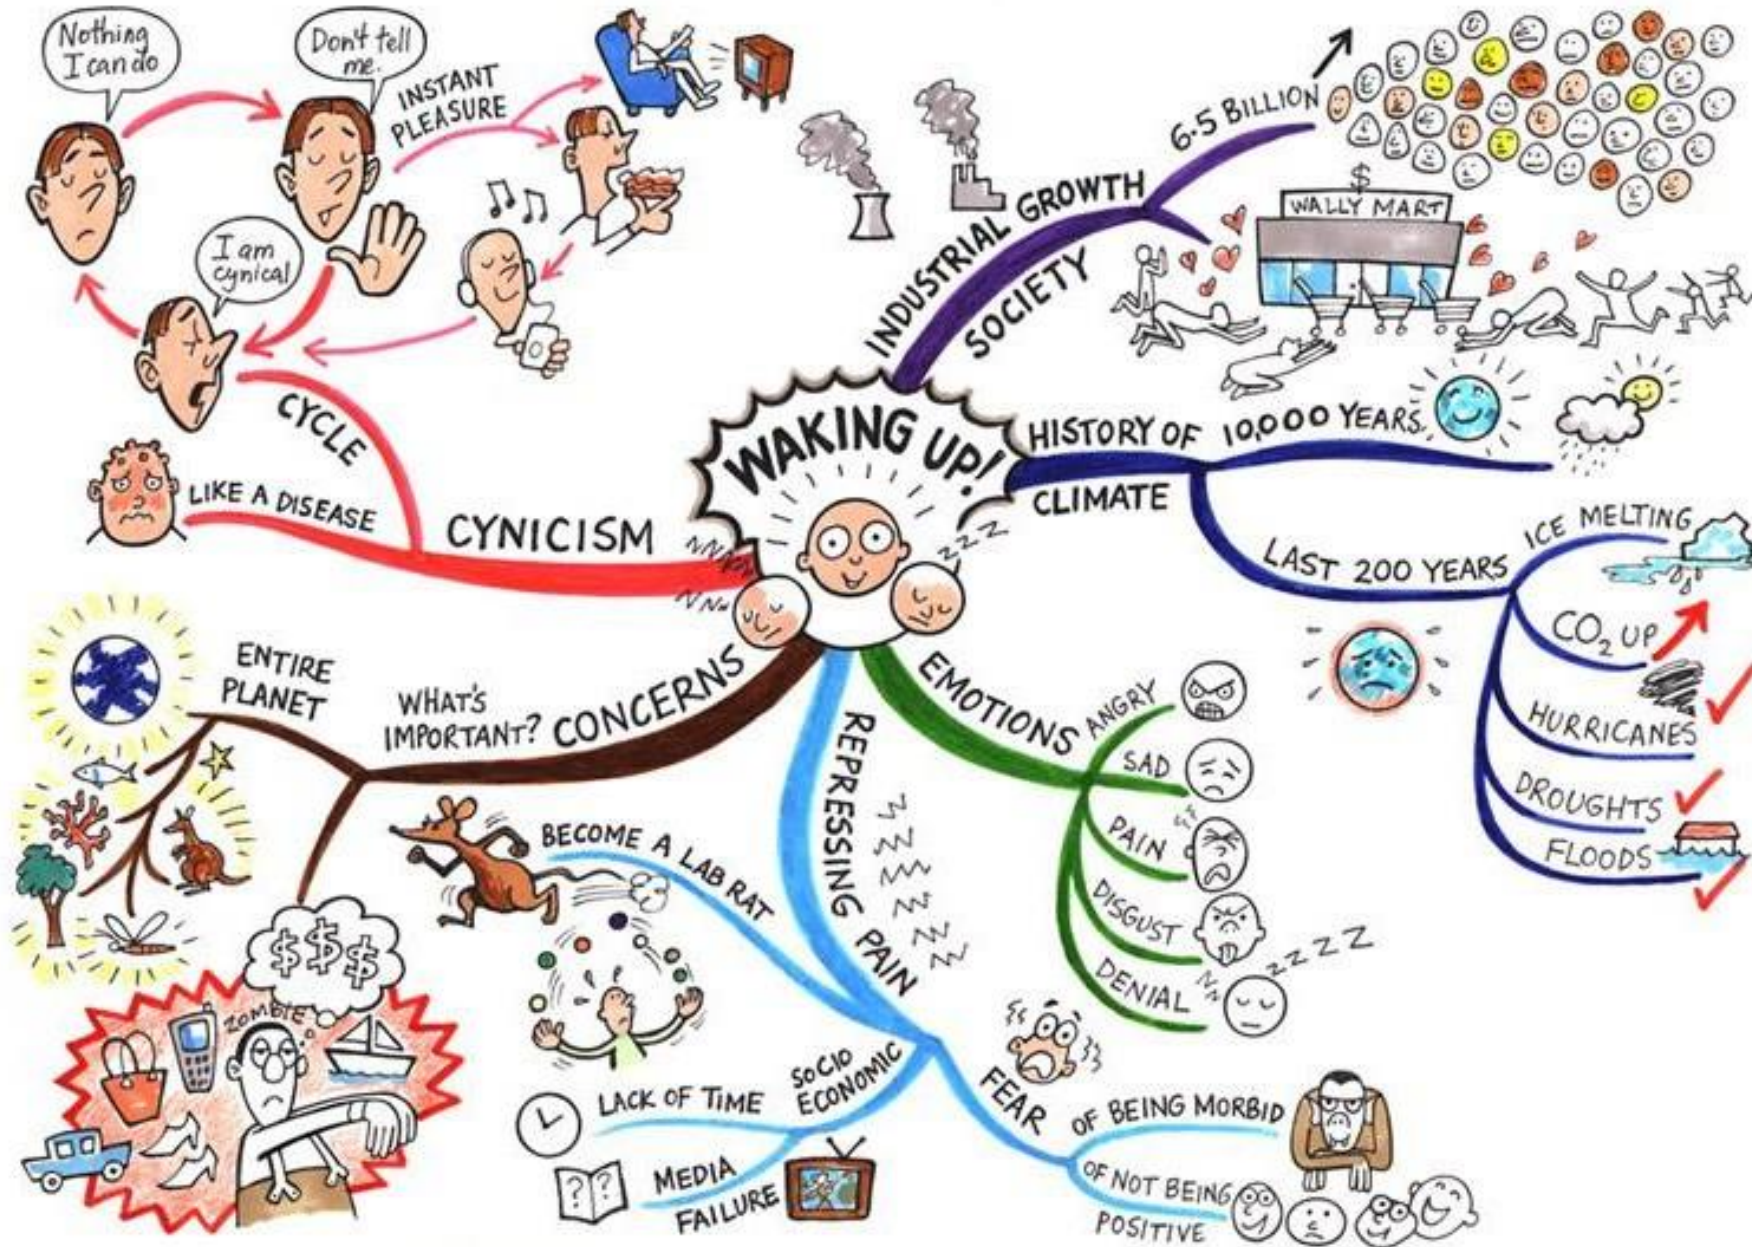 WAKING UP!
INDUSTRIAL GROWTH
SOCIETY
6.5 BILLION
$
WALLY MART
HISTORY OF 10,000 YEARS
CLIMATE
LAST 200 YEARS
ICE MELTING
CO2 UP
HURRICANES
DROUGHTS
FLOODS
EMOTIONS
ANGRY
SAD
PAIN
DISGUST
DENIAL
ZZZZ
ZZZ
REPRESSING PAIN
BECOME A LAB RAT
SOCIO
ECONOMIC
LACK OF TIME
MEDIA
FAILURE
??
FEAR
OF BEING MORBID
OF NOT BEING
POSITIVE
CONCERNS
WHAT'S
IMPORTANT?
ENTIRE
PLANET
$$$
ZOMBIE
CYNICISM
LIKE A DISEASE
CYCLE
Nothing
I can do
Don't tell
me.
I am
cynical
INSTANT
PLEASURE